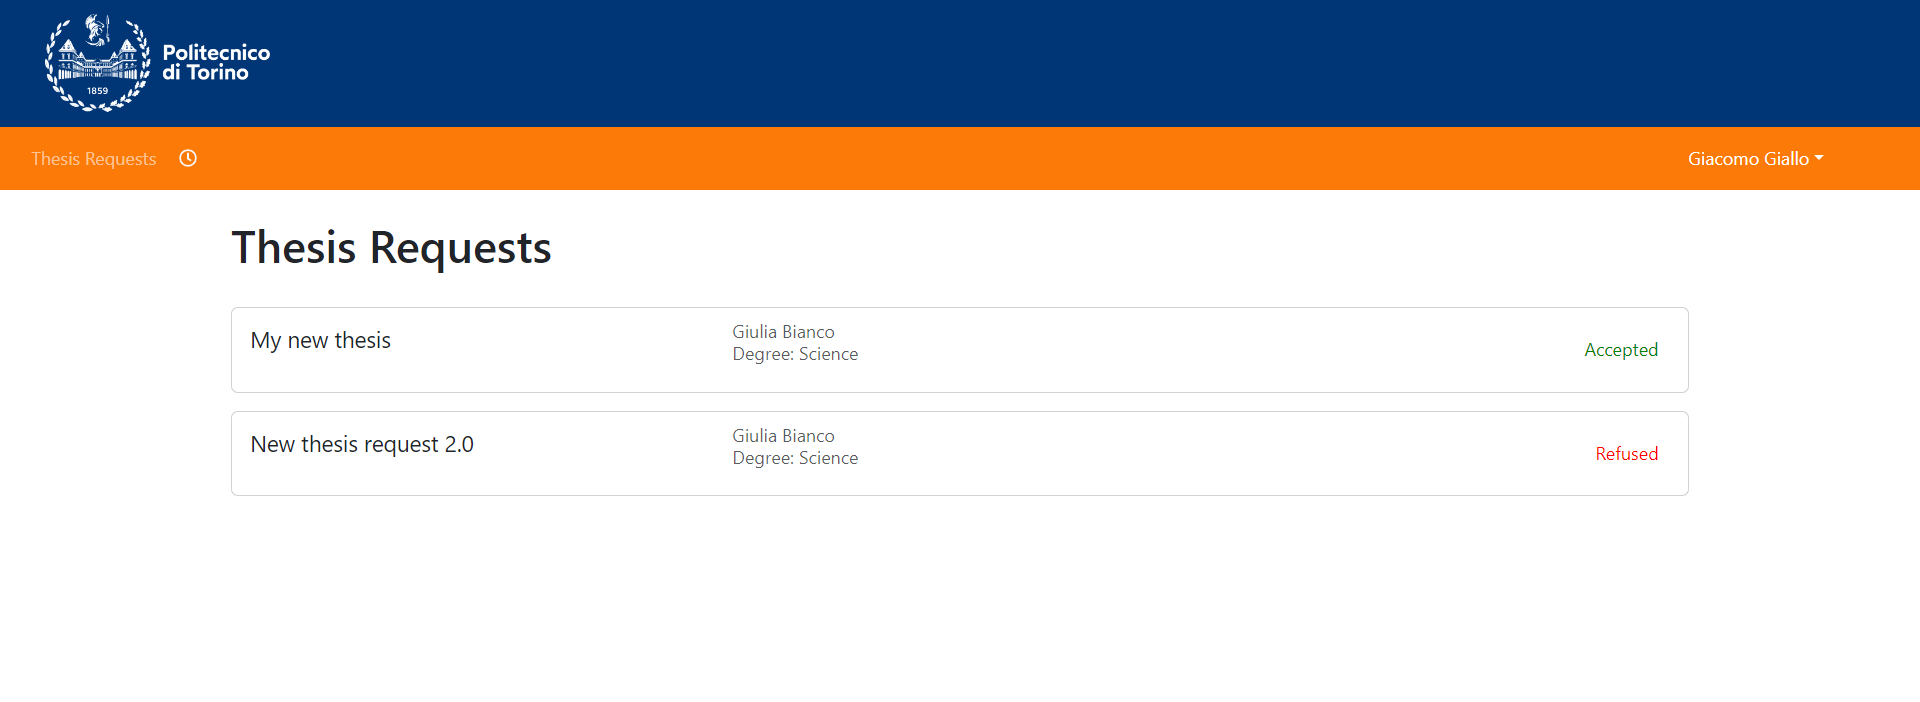 1859
Politecnico
di Torino
Thesis Requests
Giacomo Giallo
Thesis Requests
My new thesis
Giulia Bianco
Degree: Science
Accepted
New thesis request 2.0
Giulia Bianco
Degree: Science
Refused